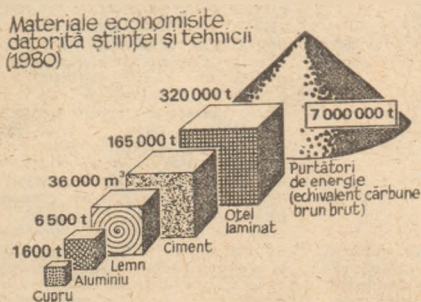 Materiale economisite
datorită științei și tehnicii
(1980)
320 000 t
7 000 000 t
165 000 t
36 000 m³
6 500 t
1 600 t
Purtători
de energie
(echivalent cărbune
brun brut)
Oțel
laminat
Ciment
Lemn
Aluminiu
Cupru